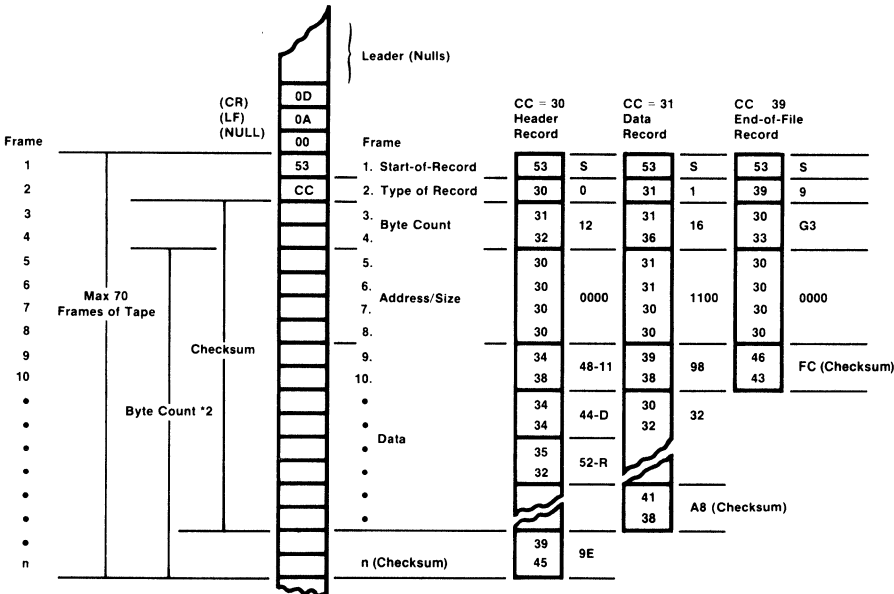 Leader (Nulls)
(CR) 0D
(LF) 0A
(NULL) 00
CC = 30 Header Record
CC = 31 Data Record
CC 39 End-of-File Record
Frame
Frame
1 53 1. Start-of-Record 53 S 53 S 53 S
2 CC 2. Type of Record 30 0 31 1 39 9
3 3. 31 31 30
Byte Count 12 16 G3
4 4. 32 36 33
5 5. 30 31 30
6 6. 30 31 30
Max 70 Frames of Tape
Address/Size 0000 1100 0000
7 7. 30 30 30
8 8. 30 30 30
Checksum
9 9. 34 39 46
48-11 98 FC (Checksum)
10 10. 38 38 43
Byte Count *2
34 30
44-D 32
34 32
Data
35
52-R
32
41
A8 (Checksum)
38
39
n (Checksum) 9E
n 45